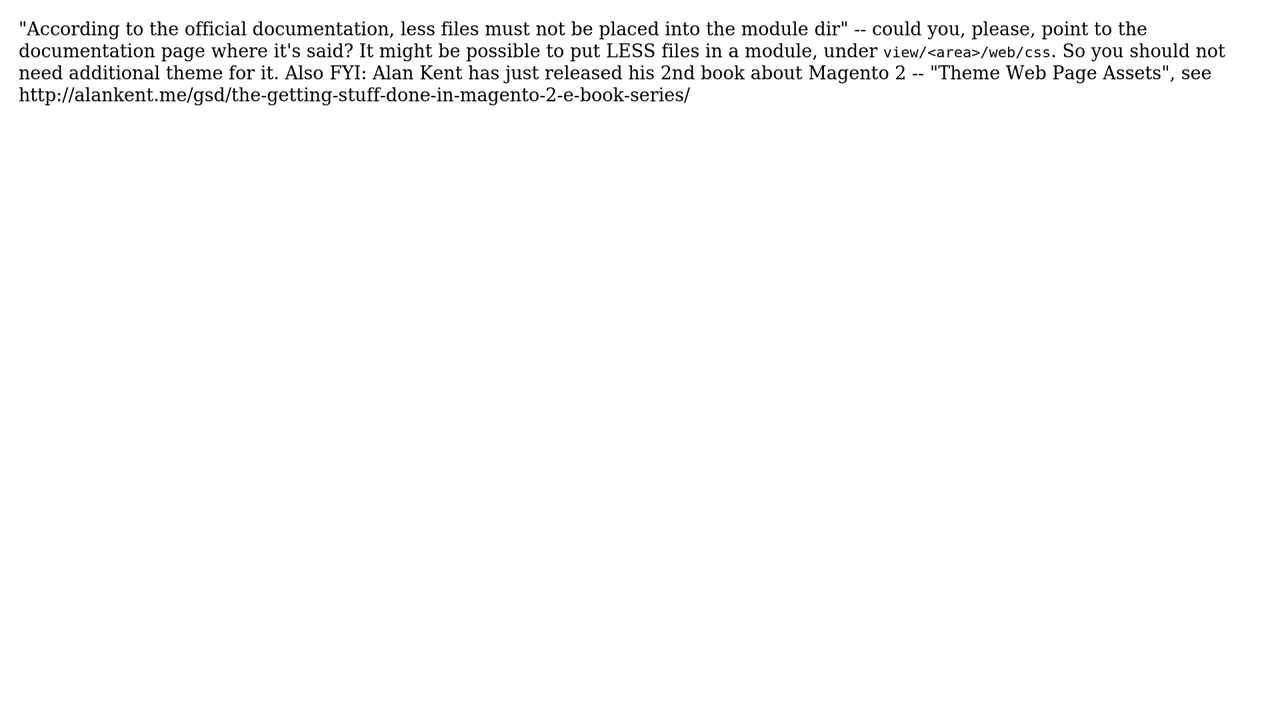 "According to the official documentation, less files must not be placed into the module dir" -- could you, please, point to the
documentation page where it's said? It might be possible to put LESS files in a module, under view/<area>/web/css. So you should not
need additional theme for it. Also FYI: Alan Kent has just released his 2nd book about Magento 2 -- "Theme Web Page Assets", see
http://alankent.me/gsd/the-getting-stuff-done-in-magento-2-e-book-series/